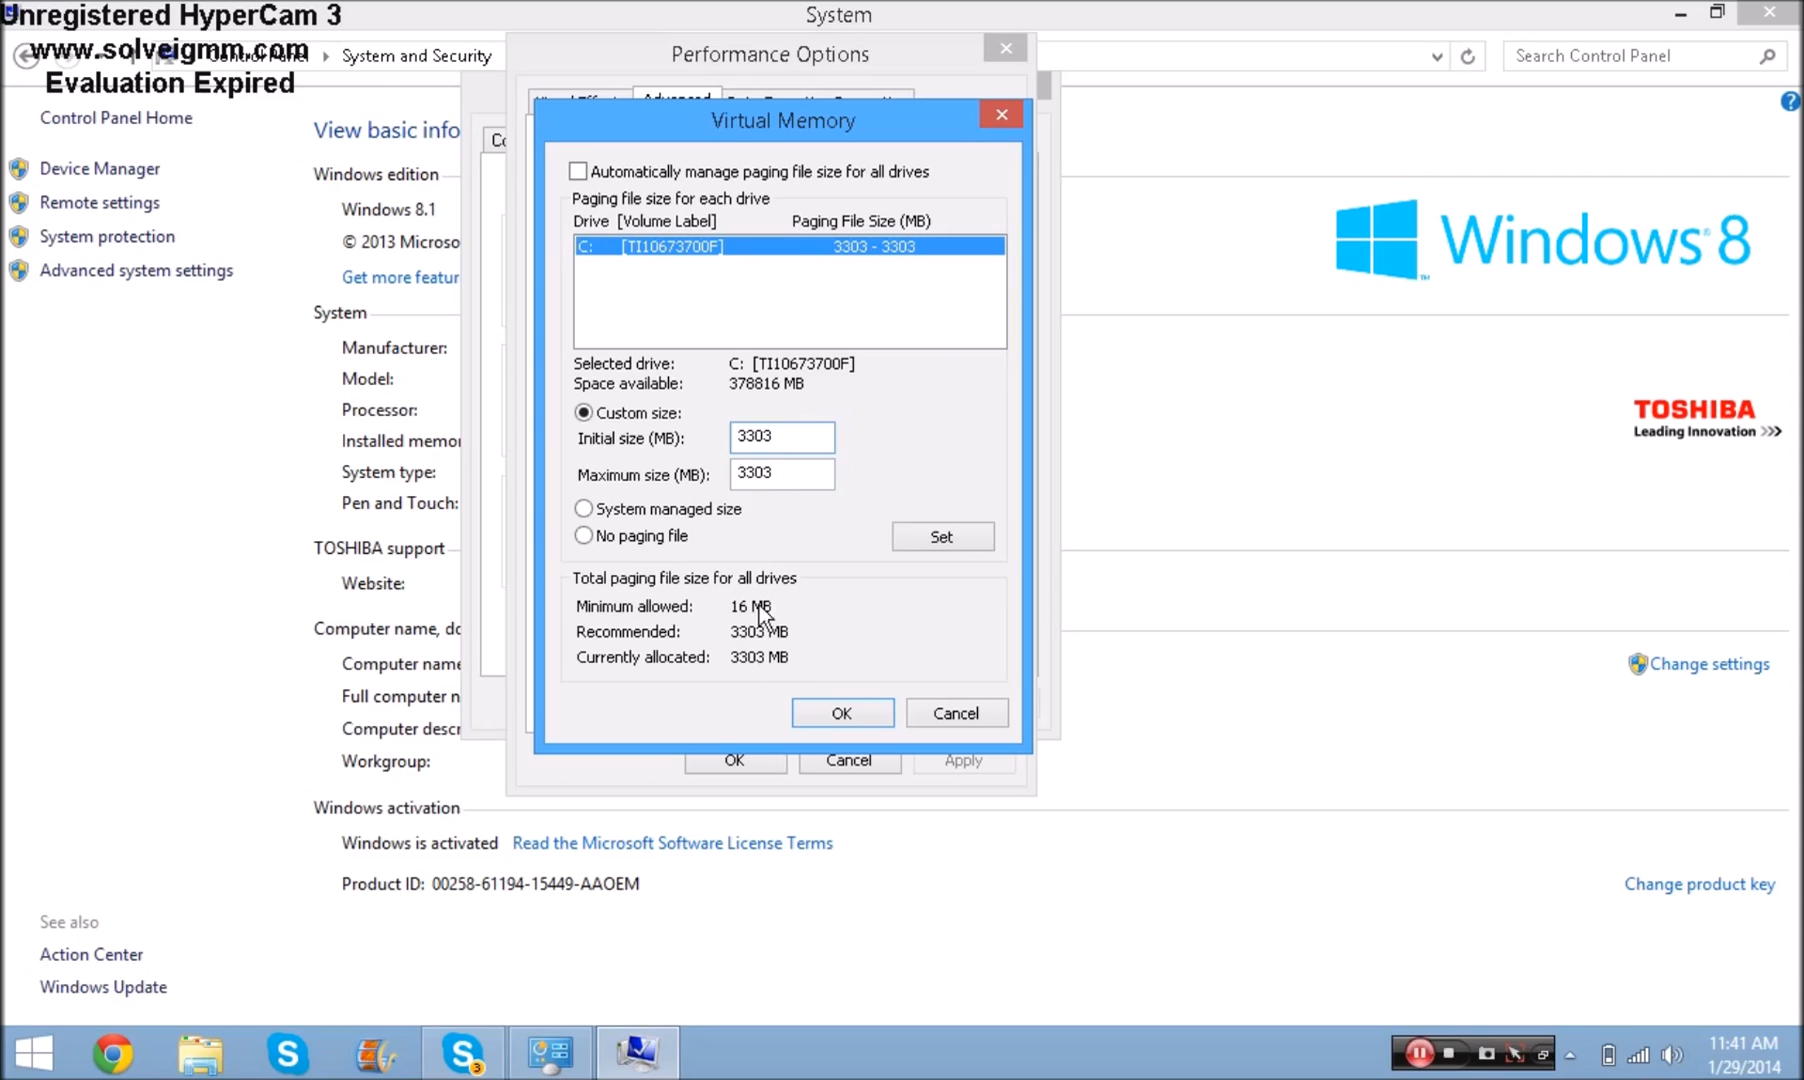 Unregistered HyperCam 3
www.solveigmm.com
Evaluation Expired
System
Control Panel
System and Security
Search Control Panel
Control Panel Home
Device Manager
Remote settings
System protection
Advanced system settings
See also
Action Center
Windows Update
View basic info
Windows edition
Windows 8.1
© 2013 Microso
Get more featur
System
Manufacturer:
Model:
Processor:
Installed memor
System type:
Pen and Touch:
TOSHIBA support
Website:
Computer name, do
Computer name
Full computer n
Computer descr
Workgroup:
Windows activation
Windows is activated Read the Microsoft Software License Terms
Product ID: 00258-61194-15449-AAOEM
Performance Options
Advanced
Virtual Memory
Automatically manage paging file size for all drives
Paging file size for each drive
Drive [Volume Label] Paging File Size (MB)
C: [TI10673700F] 3303 - 3303
Selected drive: C: [TI10673700F]
Space available: 378816 MB
Custom size:
Initial size (MB): 3303
Maximum size (MB): 3303
System managed size
No paging file
Set
Total paging file size for all drives
Minimum allowed: 16 MB
Recommended: 3303 MB
Currently allocated: 3303 MB
OK Cancel
OK Cancel Apply
Windows 8
TOSHIBA
Leading Innovation >>>
Change settings
Change product key
3
11:41 AM
1/29/2014